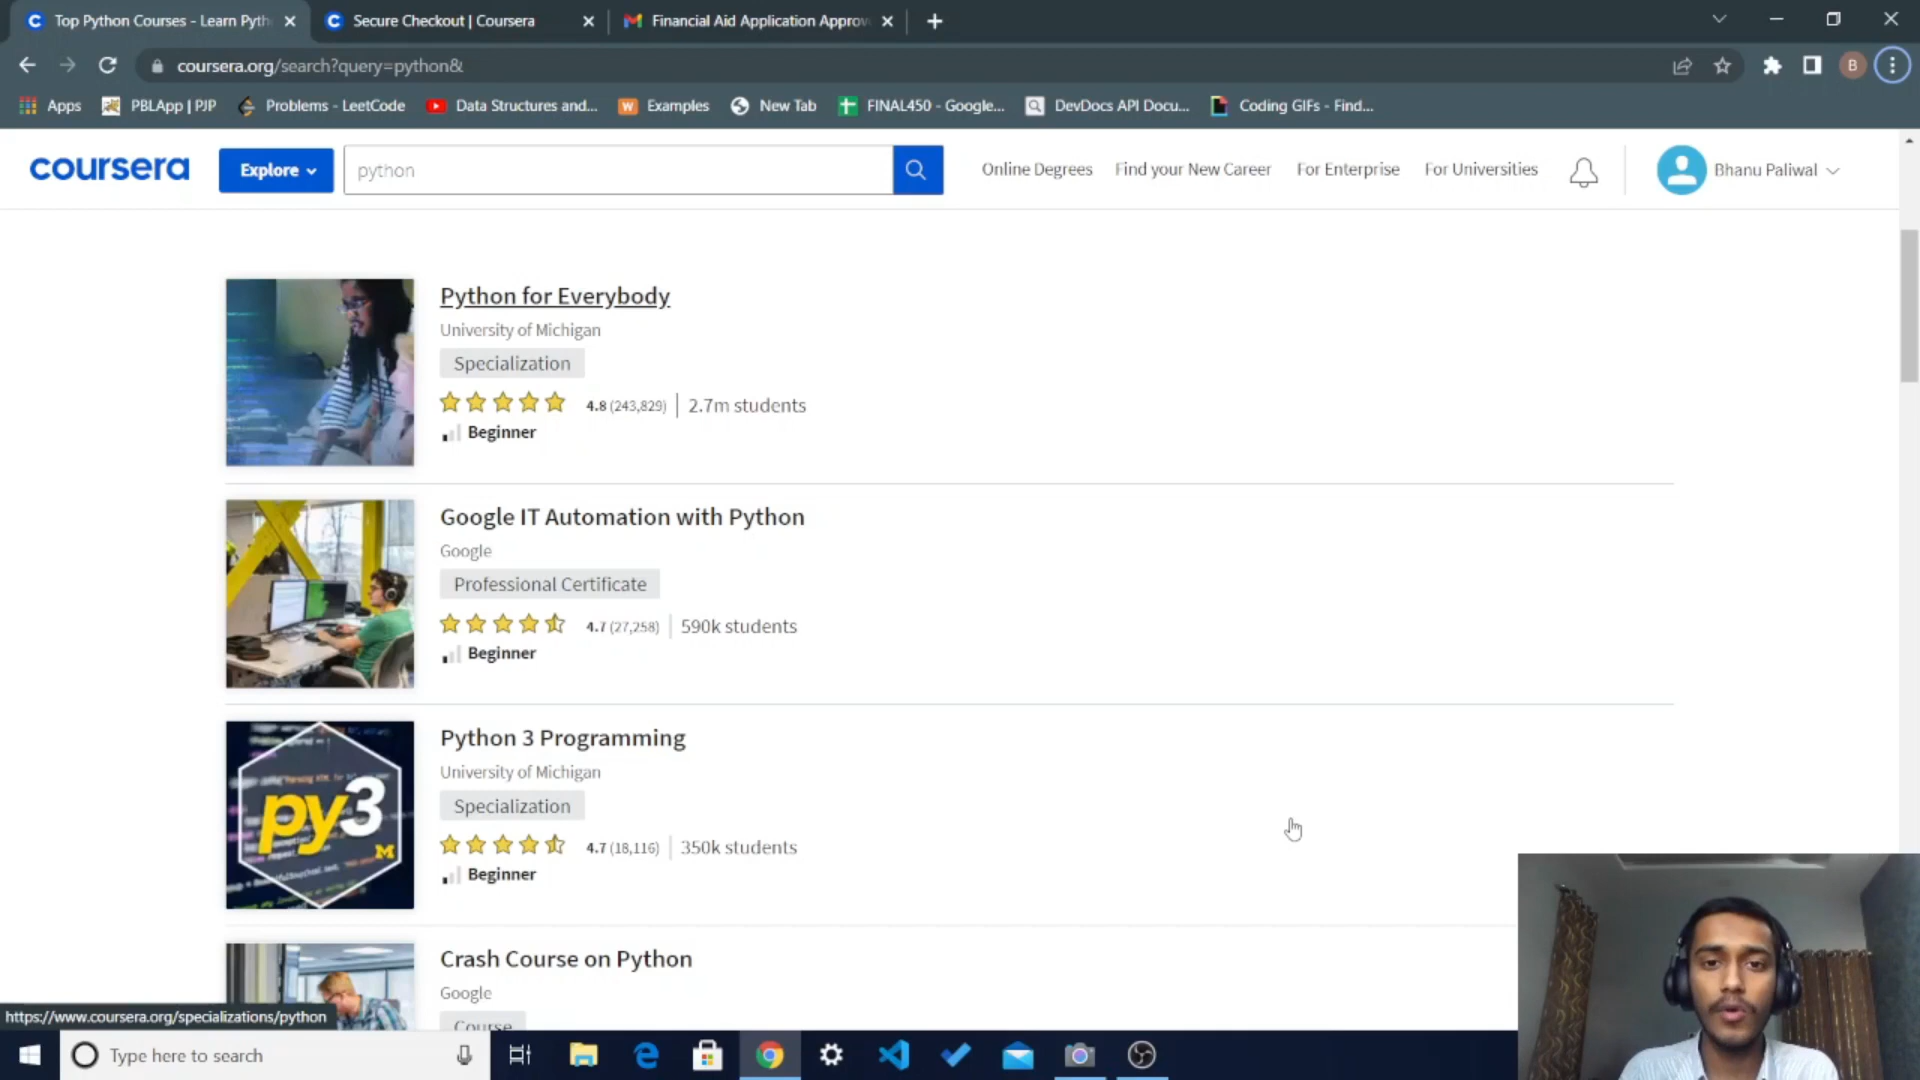 Top Python Courses - Learn Pyth
Secure Checkout | Coursera
Financial Aid Application Approv
coursera.org/search?query=python&
B
Apps
PBLApp | PJP
Problems - LeetCode
Data Structures and...
Examples
New Tab
FINAL450 - Google...
DevDocs API Docu...
Coding GIFs - Find...
coursera
Explore
python
Online Degrees
Find your New Career
For Enterprise
For Universities
Bhanu Paliwal
Python for Everybody
University of Michigan
Specialization
4.8 (243,829) | 2.7m students
Beginner
Google IT Automation with Python
Google
Professional Certificate
4.7 (27,258) | 590k students
Beginner
py3
M
Python 3 Programming
University of Michigan
Specialization
4.7 (18,116) | 350k students
Beginner
Crash Course on Python
Google
Course
https://www.coursera.org/specializations/python
Type here to search